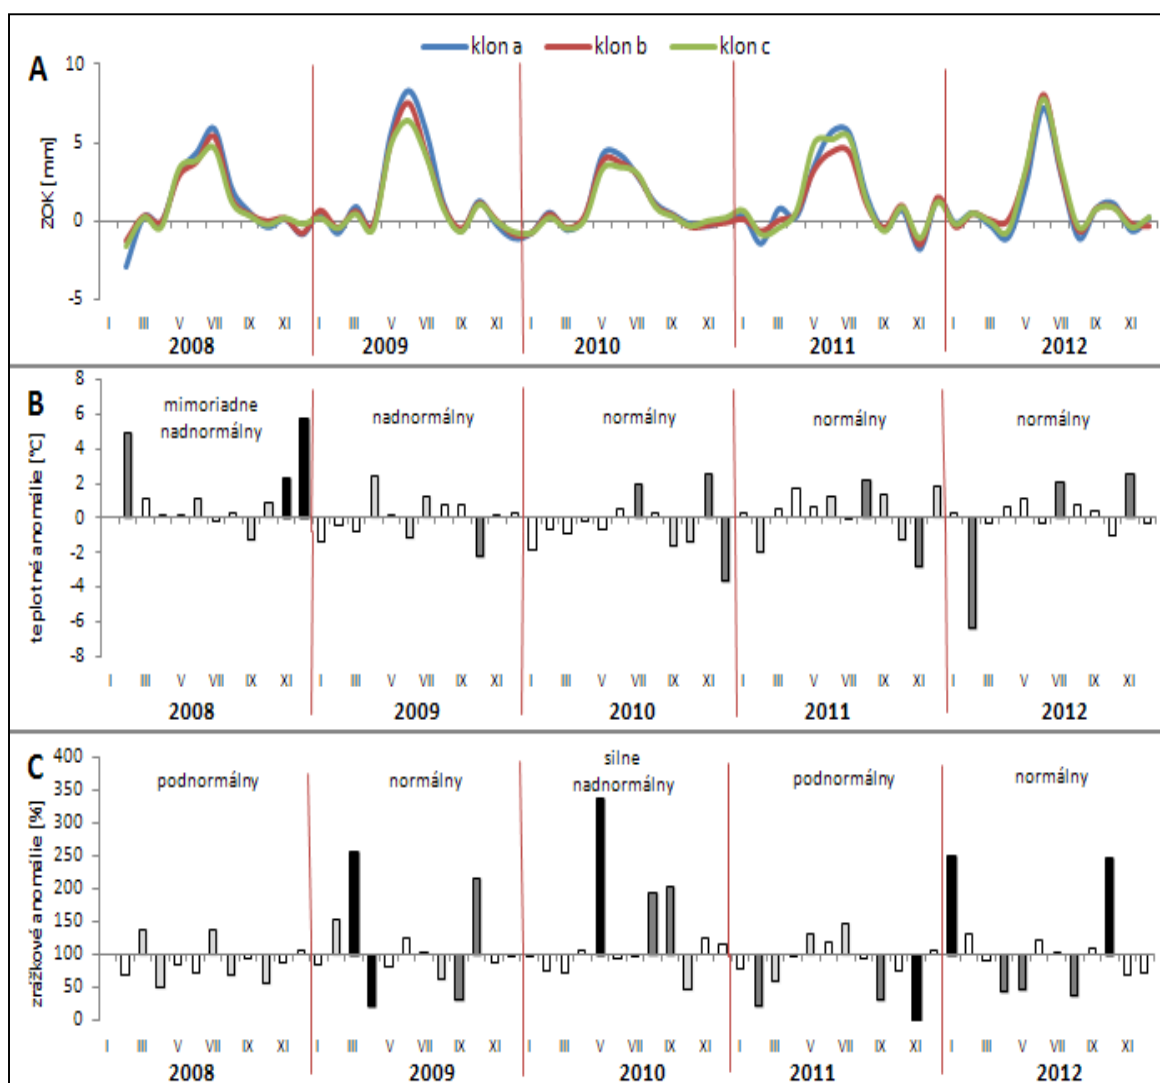 klon a klon b klon c
A
ZOK [mm]
10
5
0
-5
I III V VII IX XI I III V VII IX XI I III V VII IX XI I III V VII IX XI I III V VII IX XI
2008 2009 2010 2011 2012
B
teplotné anomálie [°C]
8
6
4
2
0
-2
-4
-6
-8
mimoriadne
nadnormálny
nadnormálny
normálny
normálny
normálny
I III V VII IX XI I III V VII IX XI I III V VII IX XI I III V VII IX XI I III V VII IX XI
2008 2009 2010 2011 2012
C
zrážkové anomálie [%]
400
350
300
250
200
150
100
50
0
podnormálny
normálny
silne
nadnormálny
podnormálny
normálny
I III V VII IX XI I III V VII IX XI I III V VII IX XI I III V VII IX XI I III V VII IX XI
2008 2009 2010 2011 2012